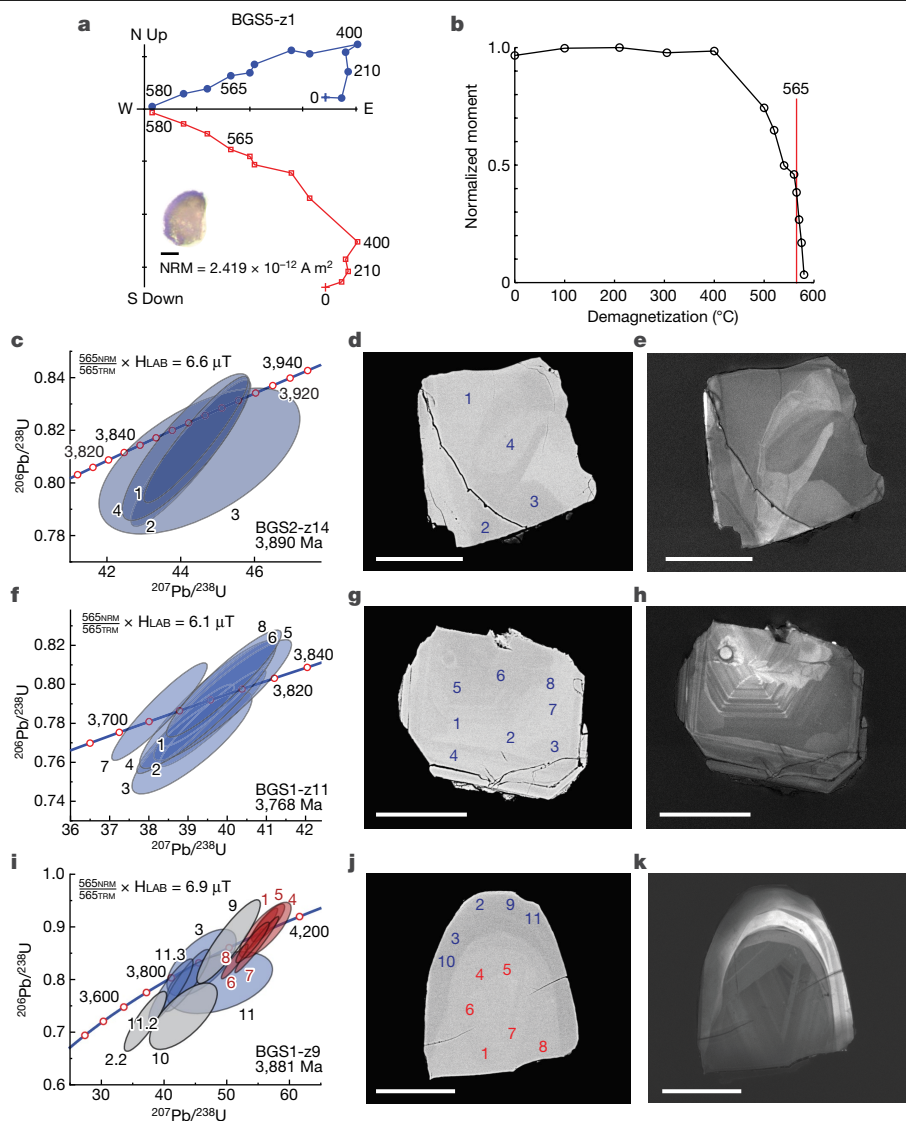 a
BGS5-z1
N Up
400
580
565
210
0
W
E
580
565
400
210
NRM = 2.419 × 10⁻¹² A m²
0
S Down
b
1.0
0.5
0
565
Normalized moment
0 100 200 300 400 500 600
Demagnetization (°C)
c
565NRM
565TRM × HLAB = 6.6 μT
3,940
3,920
3,840
3,820
0.84
0.82
0.80
0.78
²⁰⁶Pb/²³⁸U
1
4
2
3
BGS2-z14
3,890 Ma
42 44 46
²⁰⁷Pb/²³⁸U
d
1
4
3
2
e
f
565NRM
565TRM × HLAB = 6.1 μT
8 6 5
3,840
3,820
3,700
0.82
0.80
0.78
0.76
0.74
²⁰⁶Pb/²³⁸U
1
7
4
2
3
BGS1-z11
3,768 Ma
36 37 38 39 40 41 42
²⁰⁷Pb/²³⁸U
g
6
5
8
7
1
2
3
4
h
i
565NRM
565TRM × HLAB = 6.9 μT
9
1 5 4
3
4,200
11.3
8
3,800
6
7
3,600
11.2
11
2.2
10
1.0
0.9
0.8
0.7
0.6
²⁰⁶Pb/²³⁸U
BGS1-z9
3,881 Ma
30 40 50 60
²⁰⁷Pb/²³⁸U
j
2 9
11
3
10
4 5
6
7
1
8
k